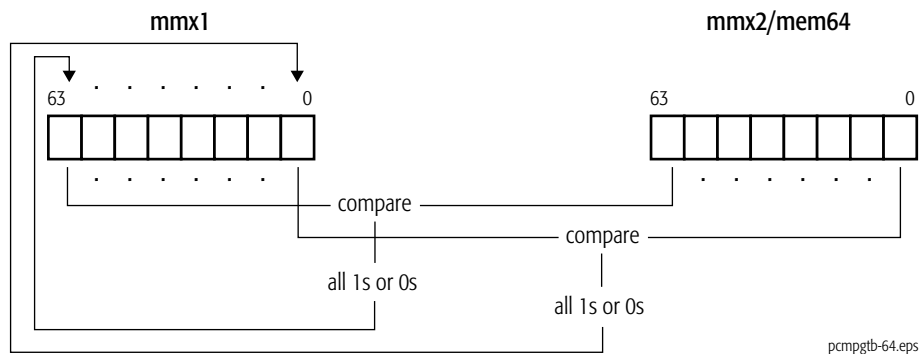 mmx1 mmx2/mem64
. . . . . .
63 0 63 0
. . . . . . . . . . . .
compare
compare
all 1s or 0s
all 1s or 0s
pcmpgtb-64.eps